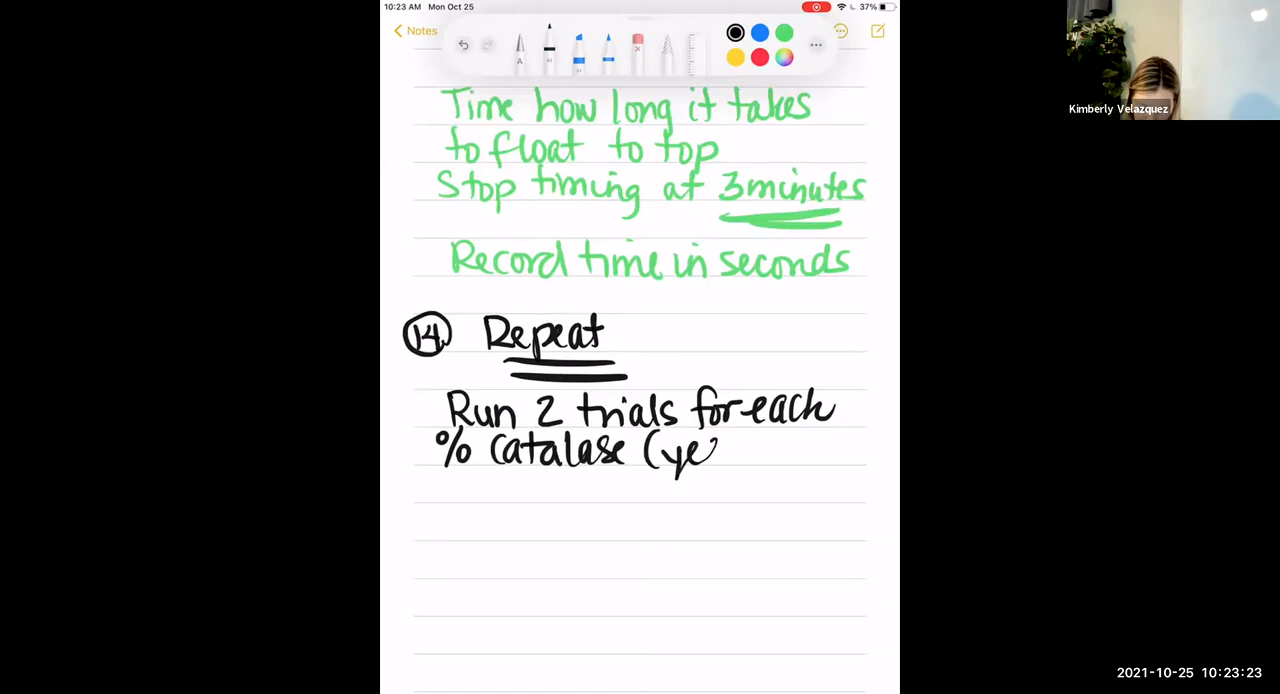 10:23 AM Mon Oct 25
37%
Notes
A
Time how long it takes
to float to top
Stop timing at 3 minutes
Record time in seconds
14 Repeat
Run 2 trials for each
% catalase (ye
Kimberly Velazquez
2021-10-25 10:23:23